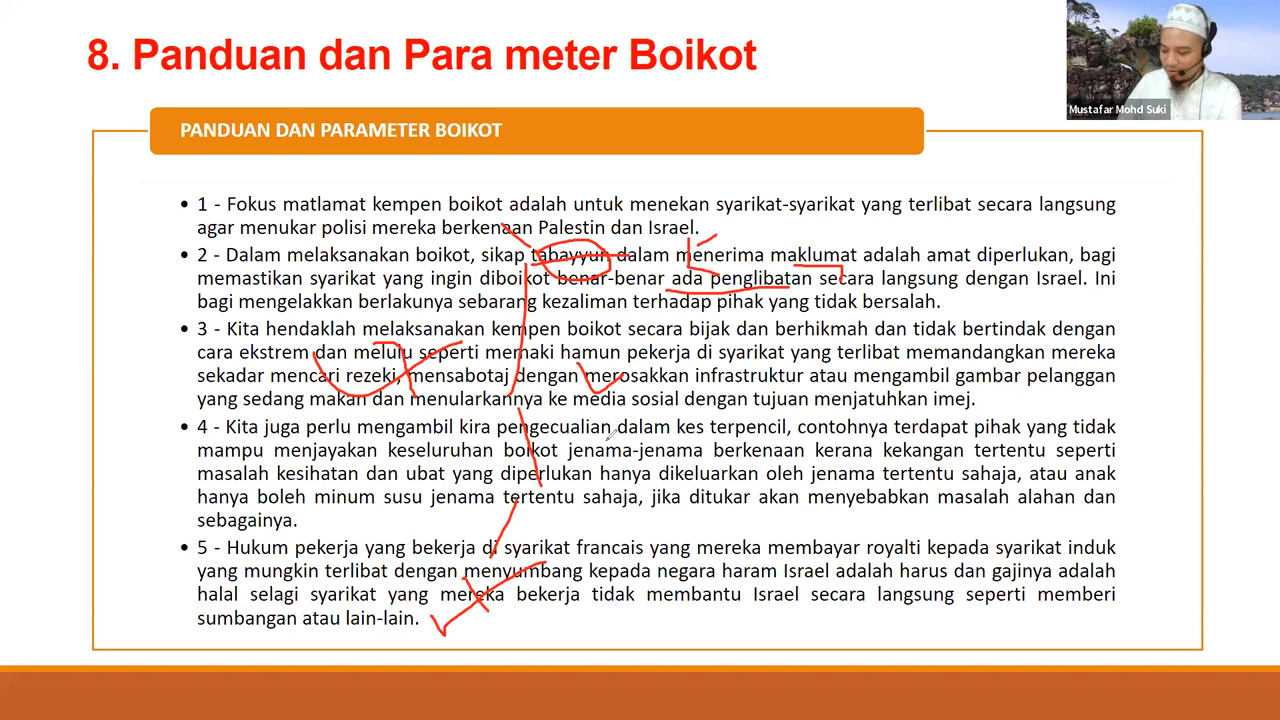 8. Panduan dan Para meter Boikot
Mustafar Mohd Suki
PANDUAN DAN PARAMETER BOIKOT
• 1 - Fokus matlamat kempen boikot adalah untuk menekan syarikat-syarikat yang terlibat secara langsung
agar menukar polisi mereka berkenaan Palestin dan Israel.
• 2 - Dalam melaksanakan boikot, sikap tabayyun dalam menerima maklumat adalah amat diperlukan, bagi
memastikan syarikat yang ingin diboikot benar-benar ada penglibatan secara langsung dengan Israel. Ini
bagi mengelakkan berlakunya sebarang kezaliman terhadap pihak yang tidak bersalah.
• 3 - Kita hendaklah melaksanakan kempen boikot secara bijak dan berhikmah dan tidak bertindak dengan
cara ekstrem dan melulu seperti memaki hamun pekerja di syarikat yang terlibat memandangkan mereka
sekadar mencari rezeki, mensabotaj dengan merosakkan infrastruktur atau mengambil gambar pelanggan
yang sedang makan dan menularkannya ke media sosial dengan tujuan menjatuhkan imej.
• 4 - Kita juga perlu mengambil kira pengecualian dalam kes terpencil, contohnya terdapat pihak yang tidak
mampu menjayakan keseluruhan boikot jenama-jenama berkenaan kerana kekangan tertentu seperti
masalah kesihatan dan ubat yang diperlukan hanya dikeluarkan oleh jenama tertentu sahaja, atau anak
hanya boleh minum susu jenama tertentu sahaja, jika ditukar akan menyebabkan masalah alahan dan
sebagainya.
• 5 - Hukum pekerja yang bekerja di syarikat francais yang mereka membayar royalti kepada syarikat induk
yang mungkin terlibat dengan menyumbang kepada negara haram Israel adalah harus dan gajinya adalah
halal selagi syarikat yang mereka bekerja tidak membantu Israel secara langsung seperti memberi
sumbangan atau lain-lain.